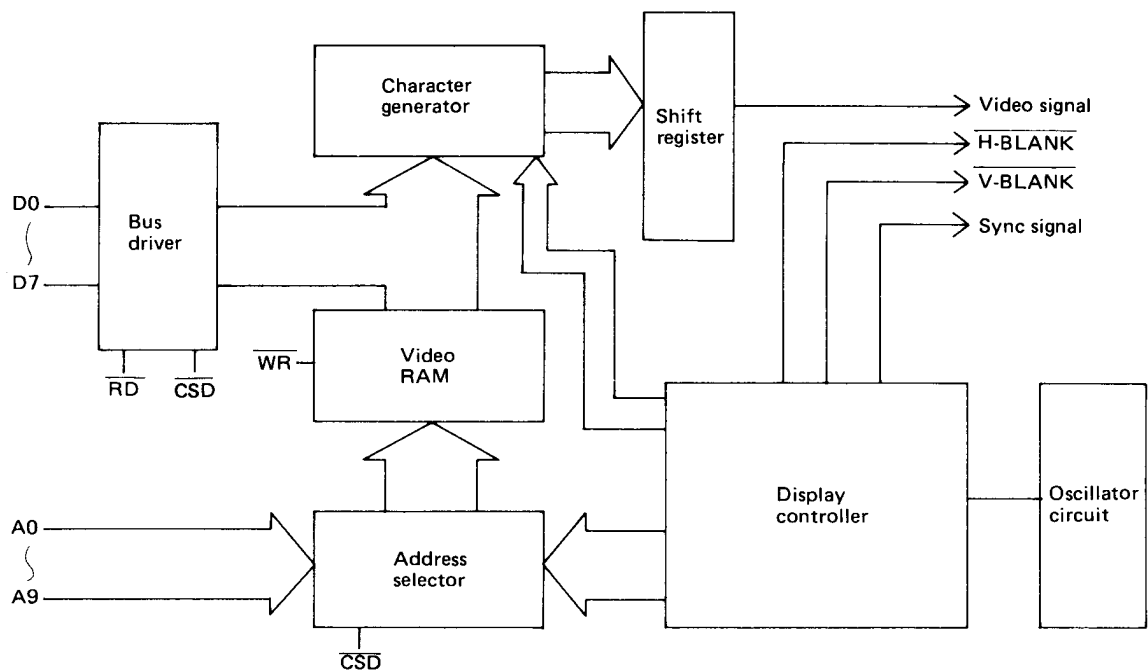 Character
generator
Shift
register
Video signal
H-BLANK
V-BLANK
Sync signal
D0
D7
Bus
driver
RD
CSD
WR
Video
RAM
A0
A9
Address
selector
CSD
Display
controller
Oscillator
circuit